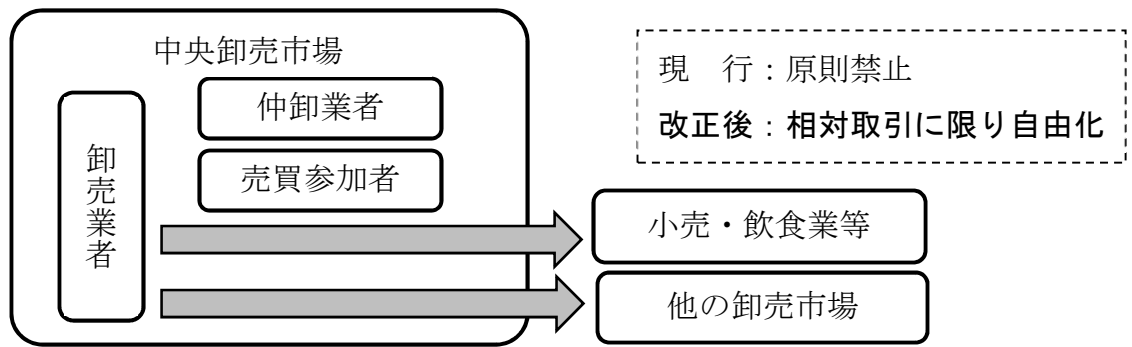 中央卸売市場
仲卸業者
売買参加者
卸売業者
現　行：原則禁止
改正後：相対取引に限り自由化
小売・飲食業等
他の卸売市場